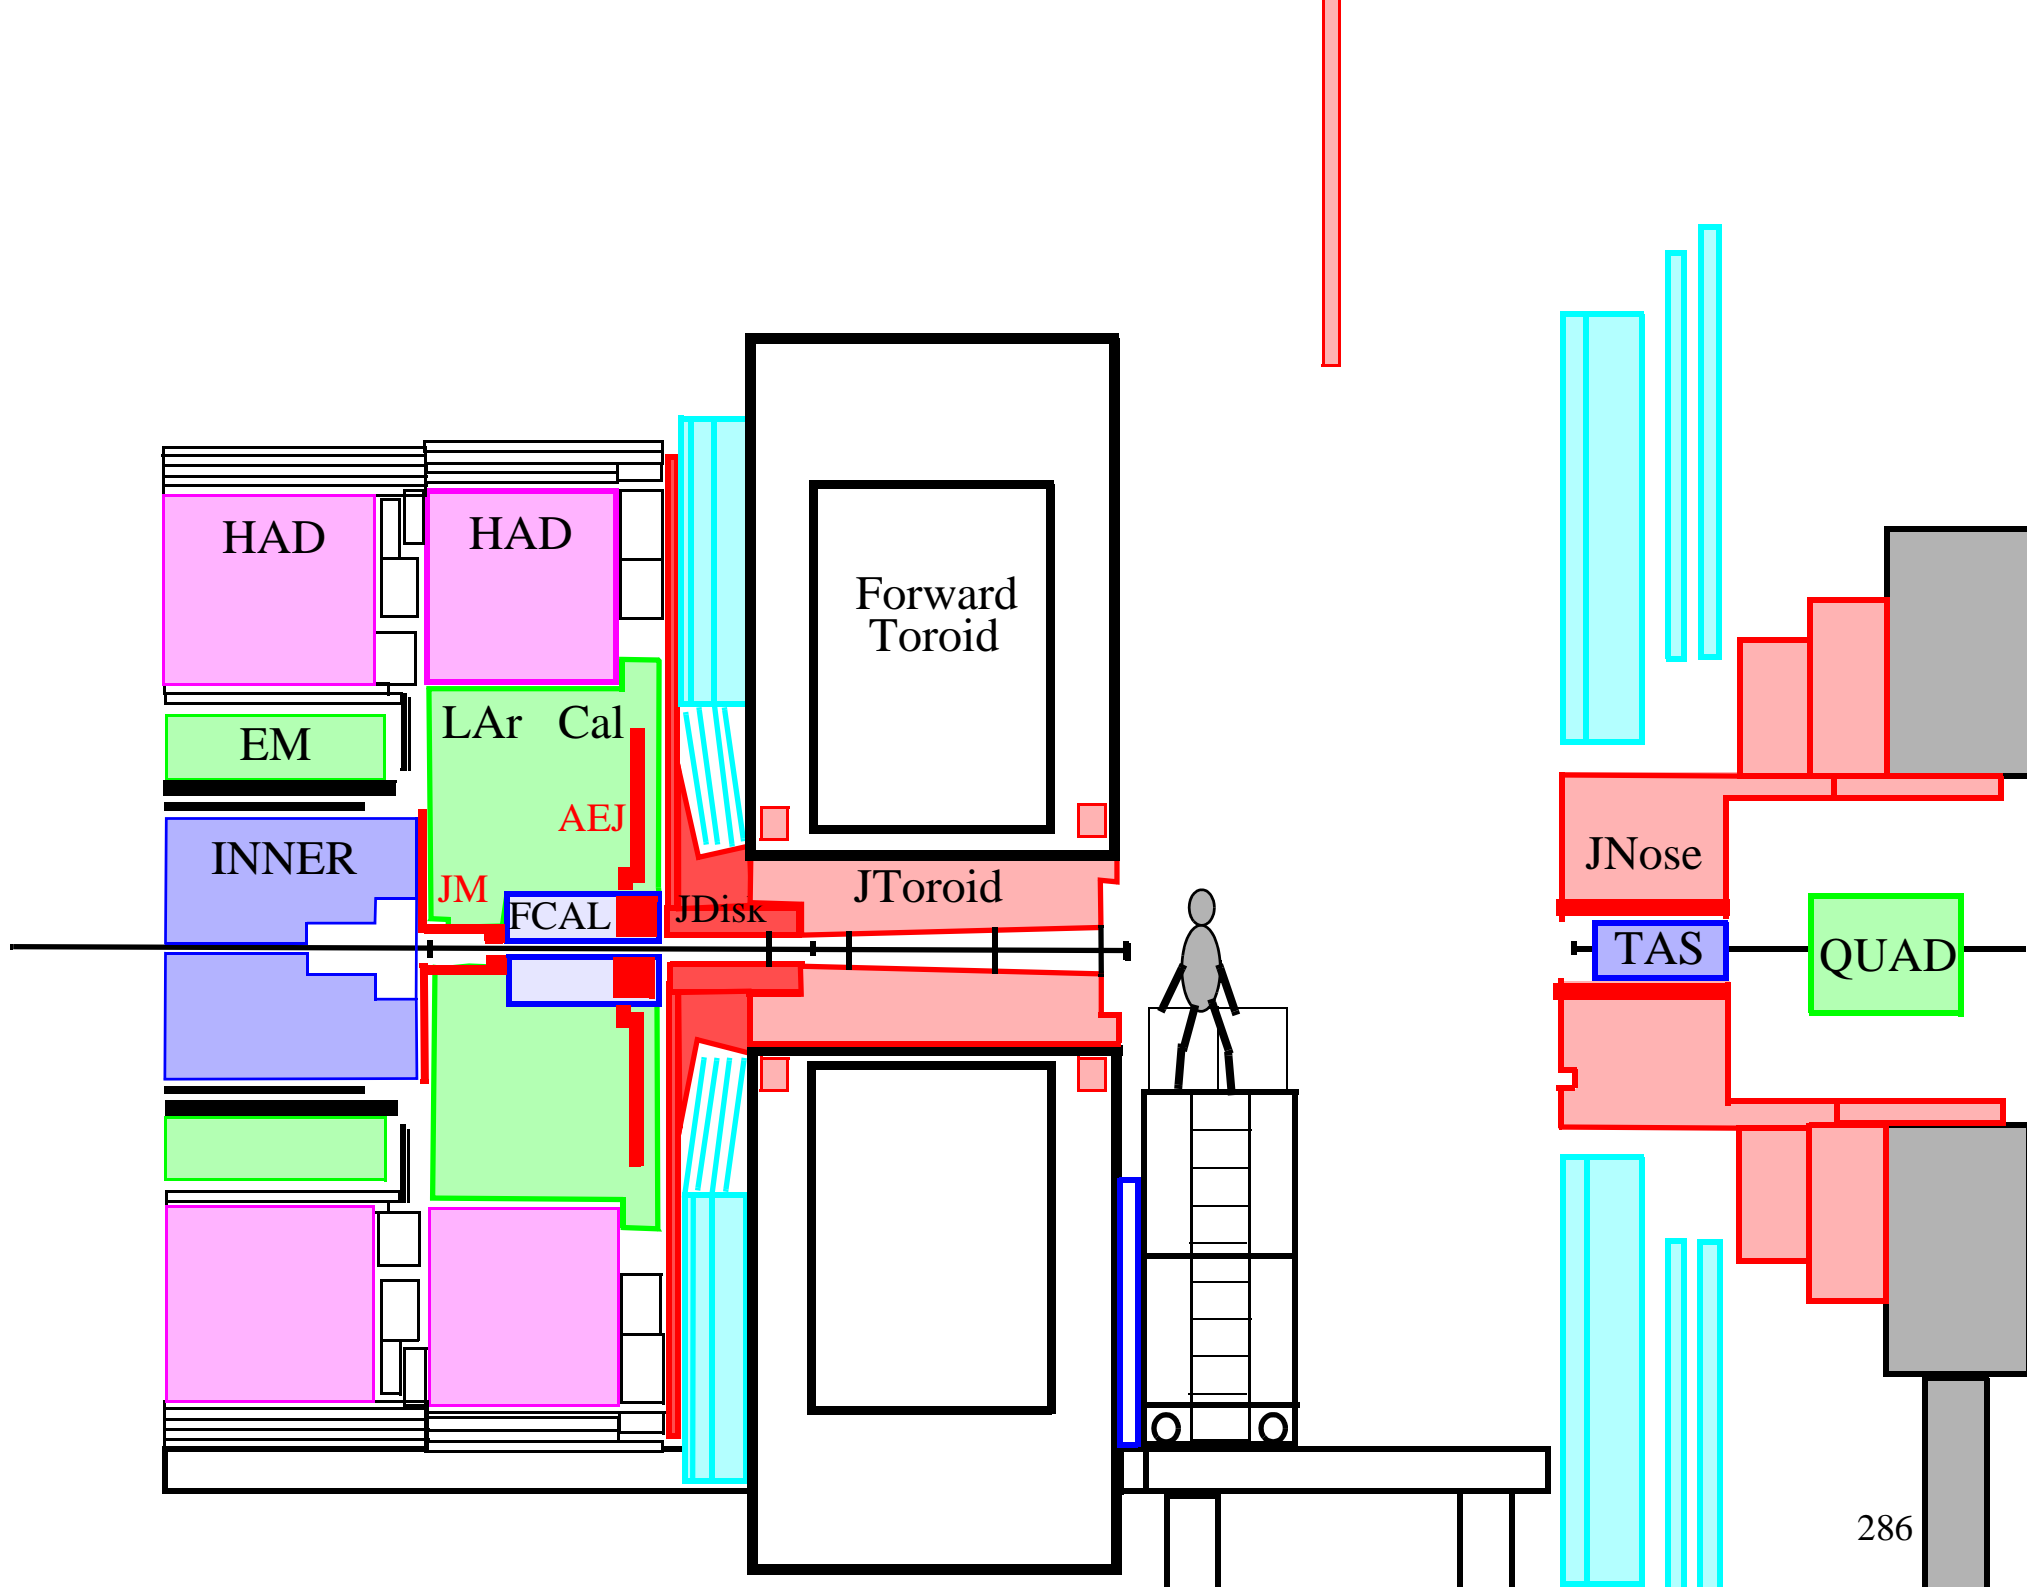 HAD
HAD
Forward
Toroid
LAr Cal
EM
AEJ
INNER
JM
JToroid
JNose
FCAL
JDisk
TAS
QUAD
286